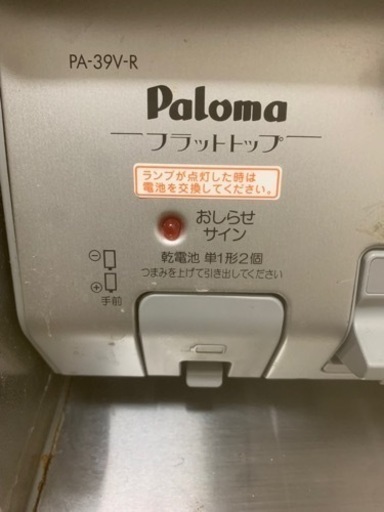 PA-39V-R
Paloma
フラットトップ
ランプが点灯した時は
電池を交換してください。
おしらせ
サイン
乾電池 単1形2個
つまみを上げて引き出してください
⊖
⊕
手前